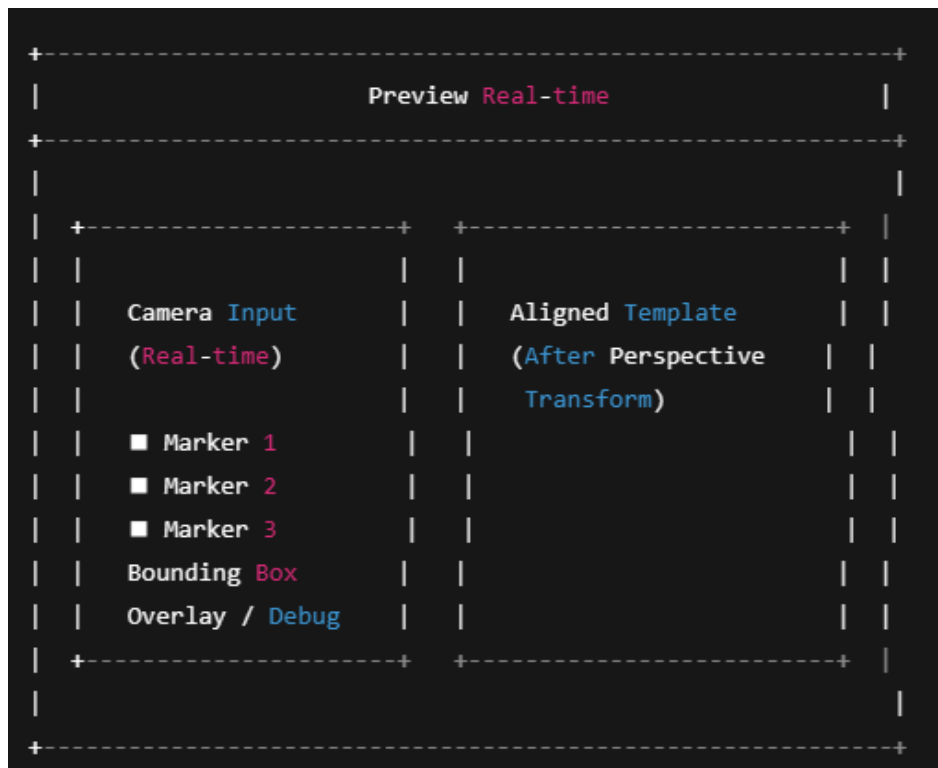 Preview Real-time
Camera Input
(Real-time)
■ Marker 1
■ Marker 2
■ Marker 3
Bounding Box
Overlay / Debug
Aligned Template
(After Perspective
Transform)